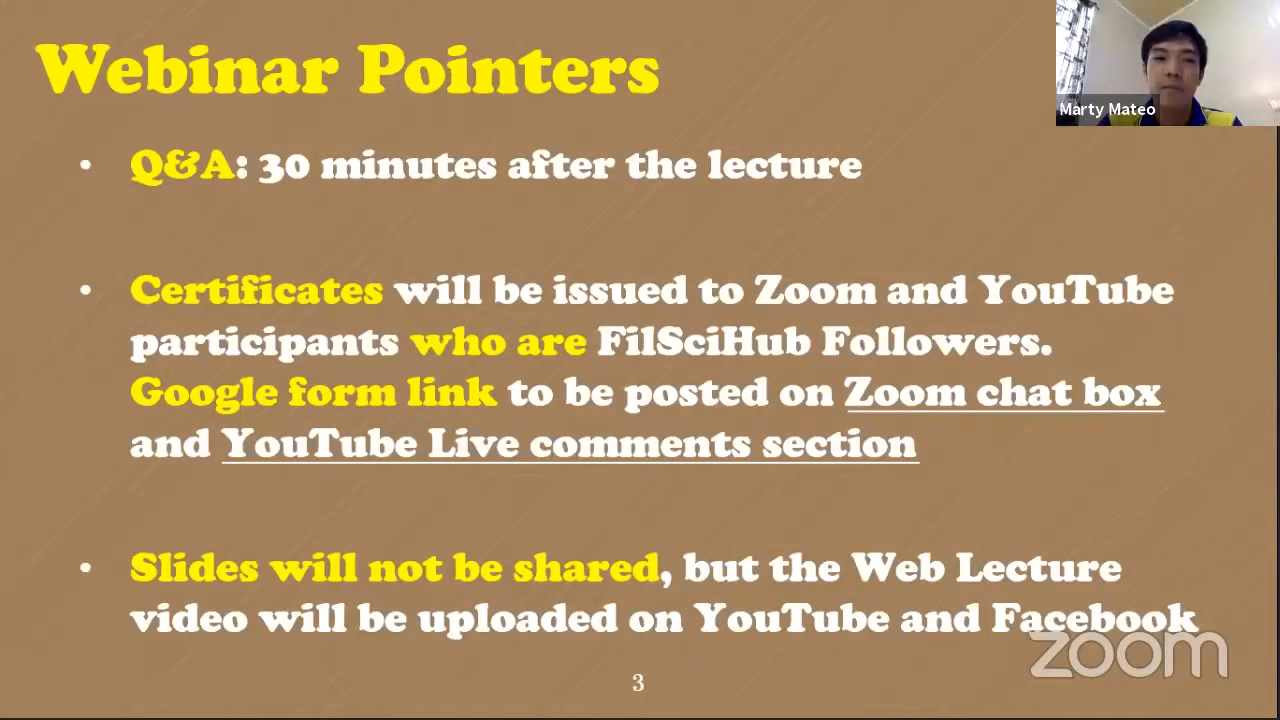 Webinar Pointers
Marty Mateo
• Q&A: 30 minutes after the lecture
• Certificates will be issued to Zoom and YouTube
participants who are FilSciHub Followers.
Google form link to be posted on Zoom chat box
and YouTube Live comments section
• Slides will not be shared, but the Web Lecture
video will be uploaded on YouTube and Facebook
zoom
3